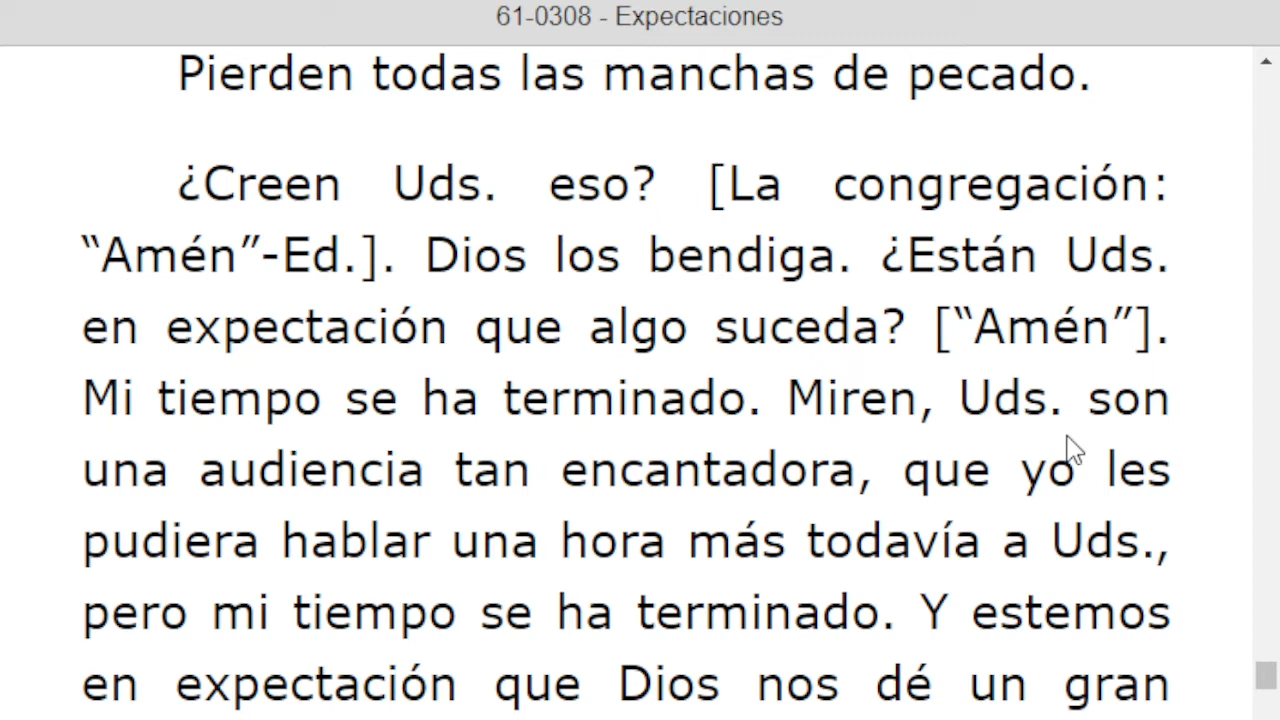 61-0308 - Expectaciones
Pierden todas las manchas de pecado.
¿Creen Uds. eso? [La congregación:
“Amén”-Ed.]. Dios los bendiga. ¿Están Uds.
en expectación que algo suceda? [“Amén”].
Mi tiempo se ha terminado. Miren, Uds. son
una audiencia tan encantadora, que yo les
pudiera hablar una hora más todavía a Uds.,
pero mi tiempo se ha terminado. Y estemos
en expectación que Dios nos dé un gran